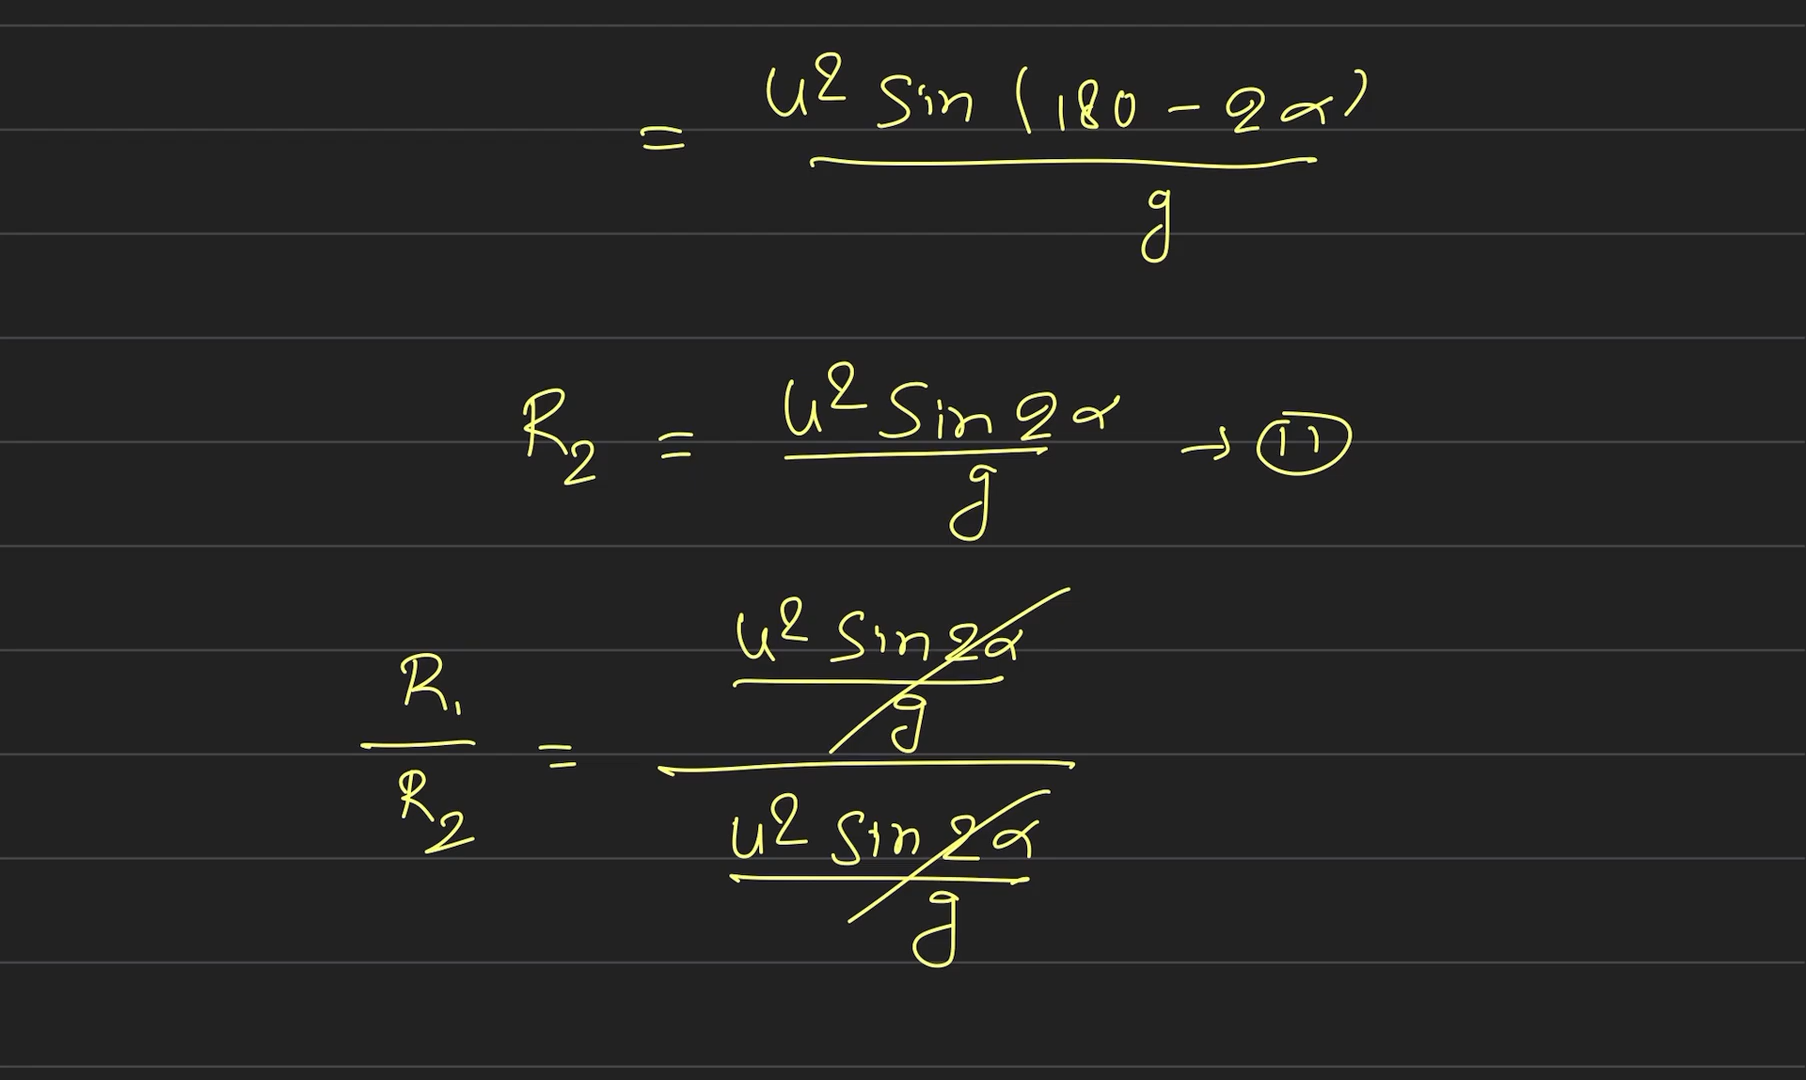 = u² Sin (180 - 2α)
g
R₂ = u² Sin 2α → (11)
g
u² Sin 2α
g
R₁
=
R₂
u² Sin 2α
g